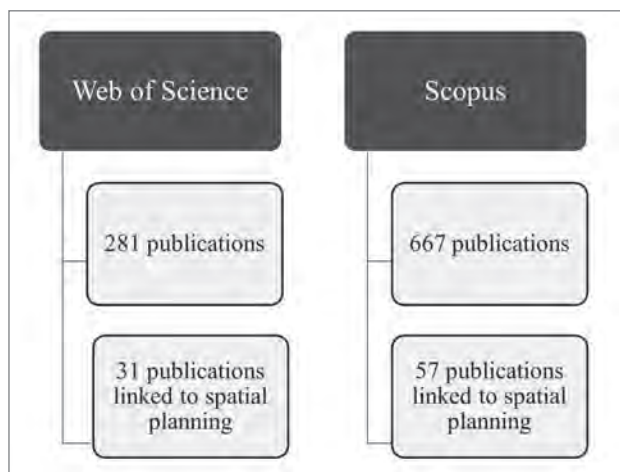 Web of Science
281 publications
31 publications
linked to spatial
planning
Scopus
667 publications
57 publications
linked to spatial
planning